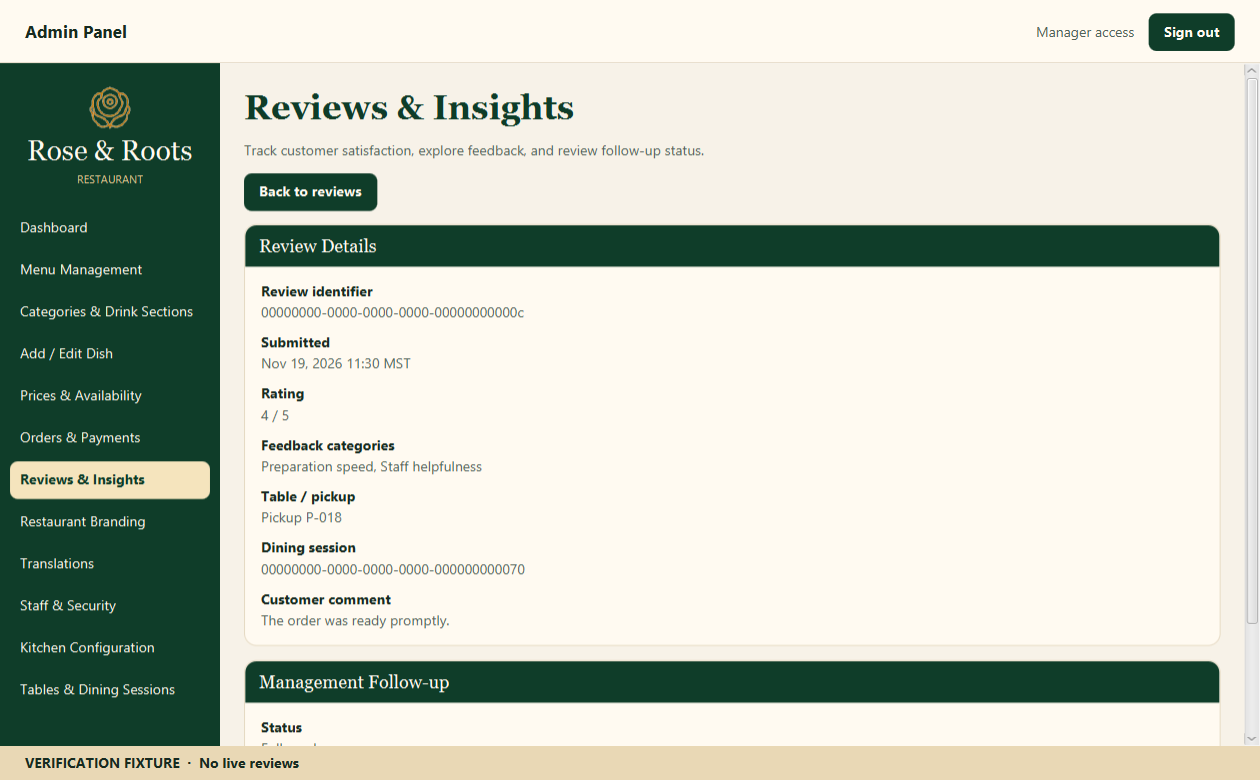 Admin Panel
Manager access
Sign out
Rose & Roots
RESTAURANT
Dashboard
Menu Management
Categories & Drink Sections
Add / Edit Dish
Prices & Availability
Orders & Payments
Reviews & Insights
Restaurant Branding
Translations
Staff & Security
Kitchen Configuration
Tables & Dining Sessions
Reviews & Insights
Track customer satisfaction, explore feedback, and review follow-up status.
Back to reviews
Review Details
Review identifier
00000000-0000-0000-0000-00000000000c
Submitted
Nov 19, 2026 11:30 MST
Rating
4 / 5
Feedback categories
Preparation speed, Staff helpfulness
Table / pickup
Pickup P-018
Dining session
00000000-0000-0000-0000-000000000070
Customer comment
The order was ready promptly.
Management Follow-up
Status
VERIFICATION FIXTURE · No live reviews